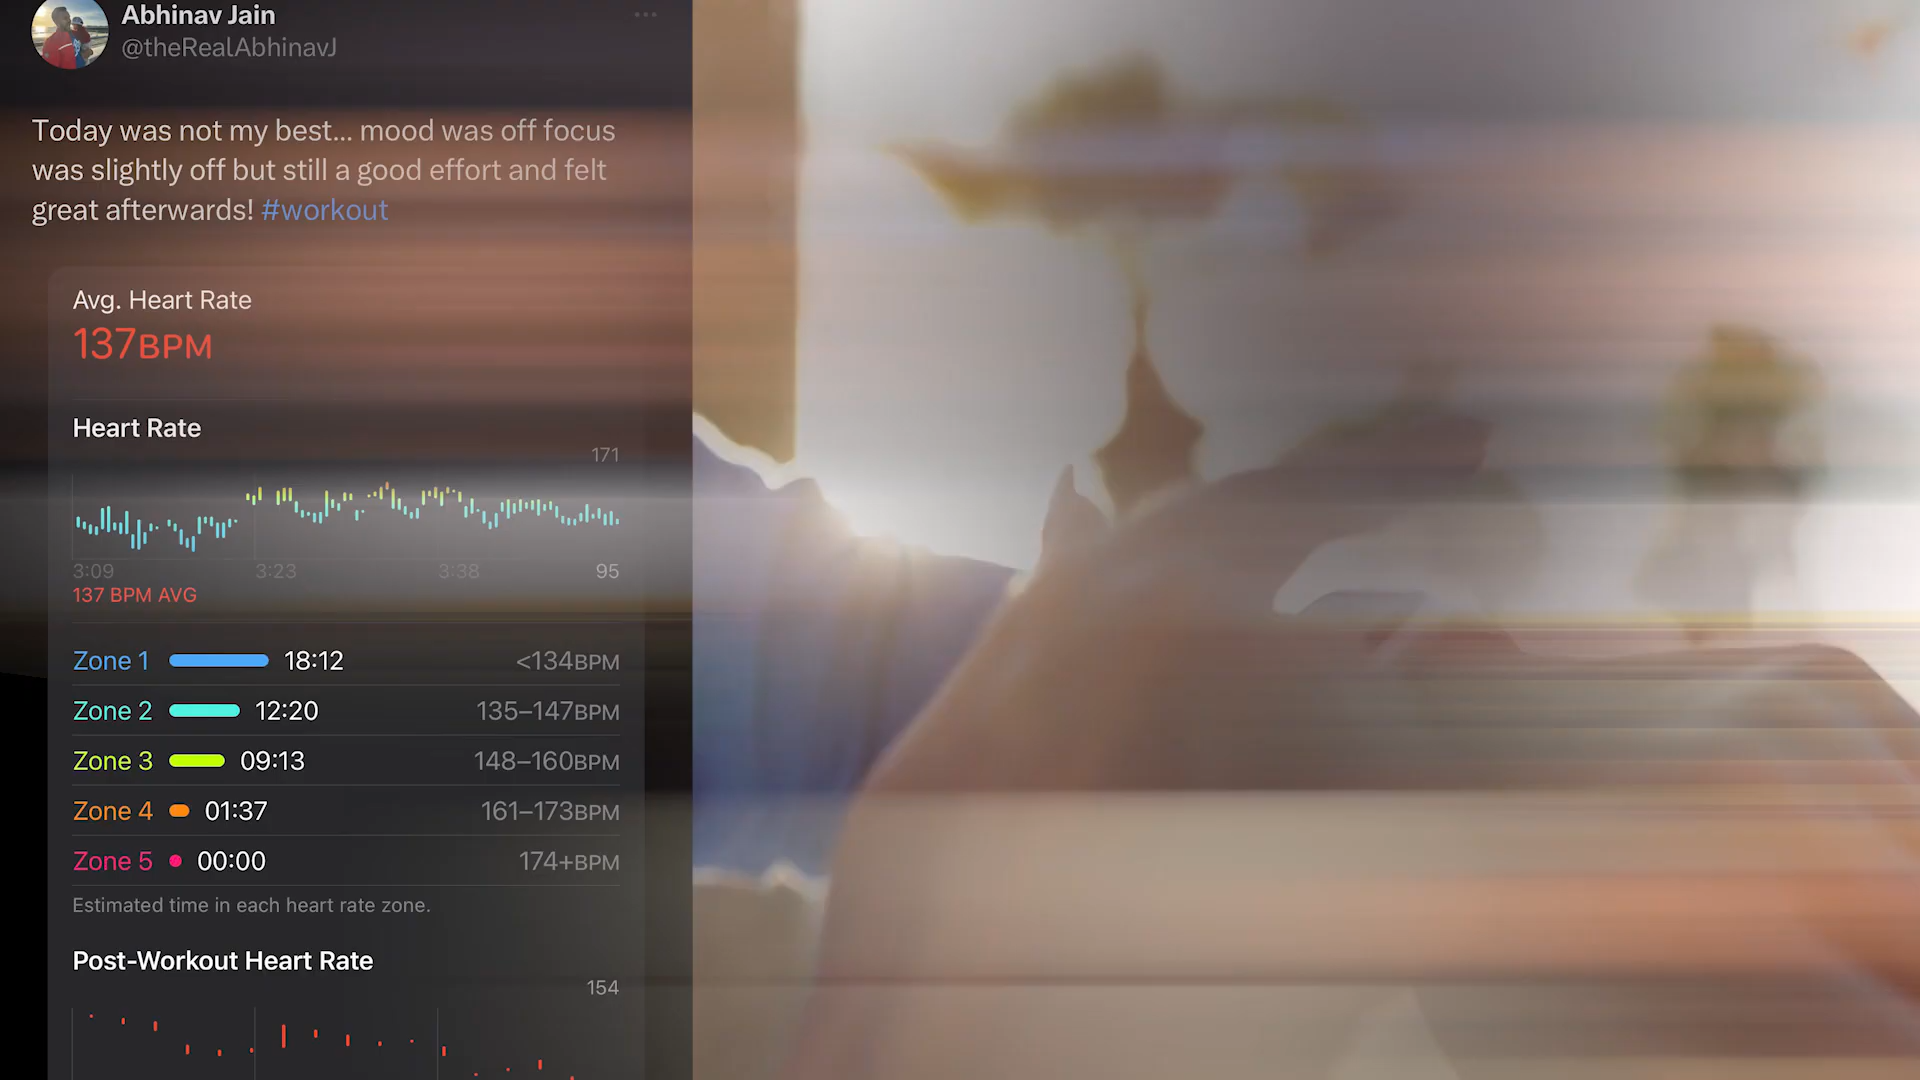 Abhinav Jain
@theRealAbhinavJ
Today was not my best... mood was off focus
was slightly off but still a good effort and felt
great afterwards! #workout
Avg. Heart Rate
137BPM
Heart Rate
171
3:09 3:23 3:38 95
137 BPM AVG
Zone 1 18:12 <134BPM
Zone 2 12:20 135–147BPM
Zone 3 09:13 148–160BPM
Zone 4 01:37 161–173BPM
Zone 5 00:00 174+BPM
Estimated time in each heart rate zone.
Post-Workout Heart Rate
154